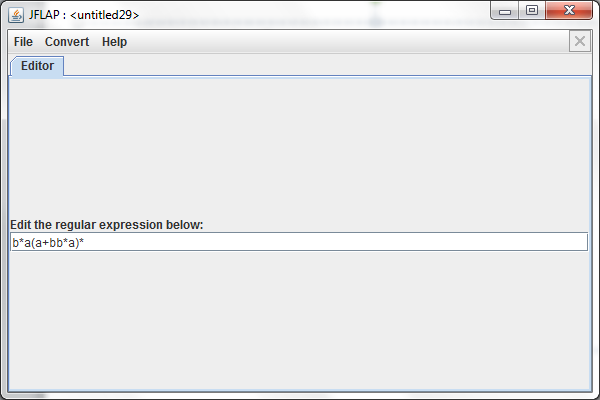 JFLAP : <untitled29>
File Convert Help
Editor
Edit the regular expression below:
b*a(a+bb*a)*